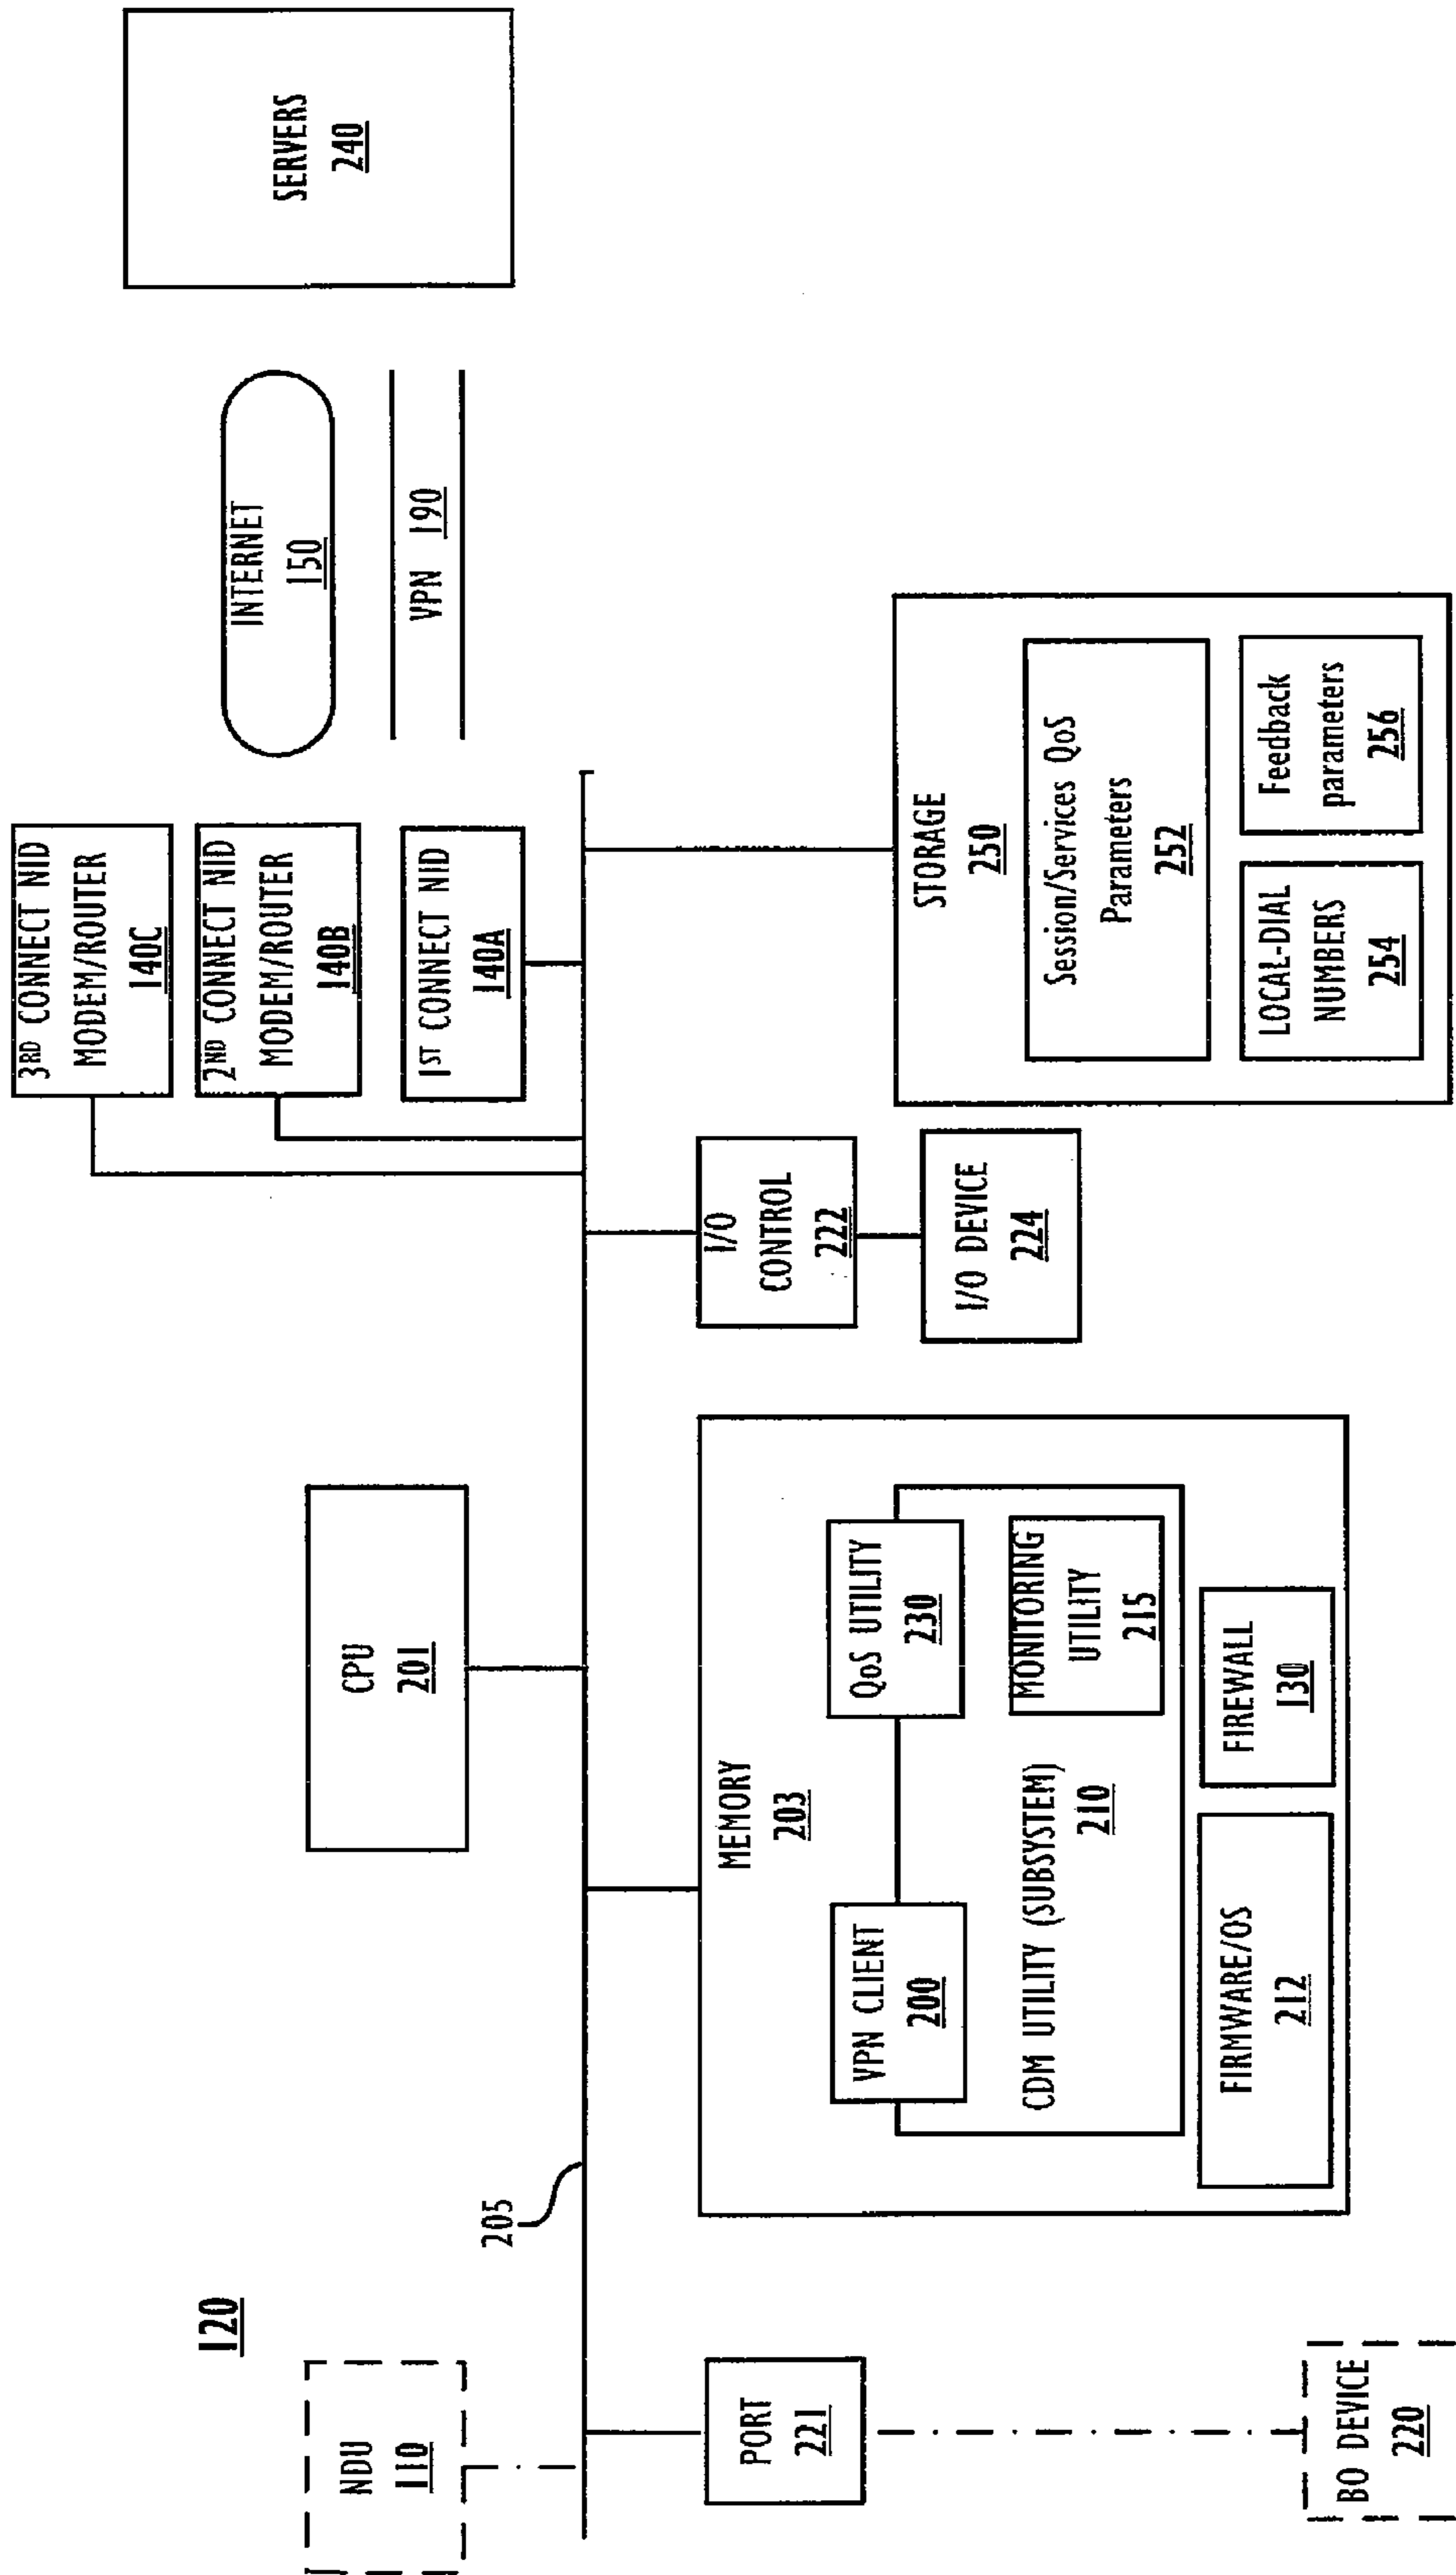 120
NDU
110
205
CPU
201
3RD CONNECT NID
MODEM/ROUTER
140C
2ND CONNECT NID
MODEM/ROUTER
140B
1ST CONNECT NID
140A
INTERNET
150
VPN 190
SERVERS
240
PORT
221
BO DEVICE
220
MEMORY
203
VPN CLIENT
200
QoS UTILITY
230
CDM UTILITY (SUBSYSTEM)
210
MONITORING
UTILITY
215
FIRMWARE/OS
212
FIREWALL
130
I/O
CONTROL
222
I/O DEVICE
224
STORAGE
250
Session/Services QoS
Parameters
252
LOCAL-DIAL
NUMBERS
254
Feedback
parameters
256